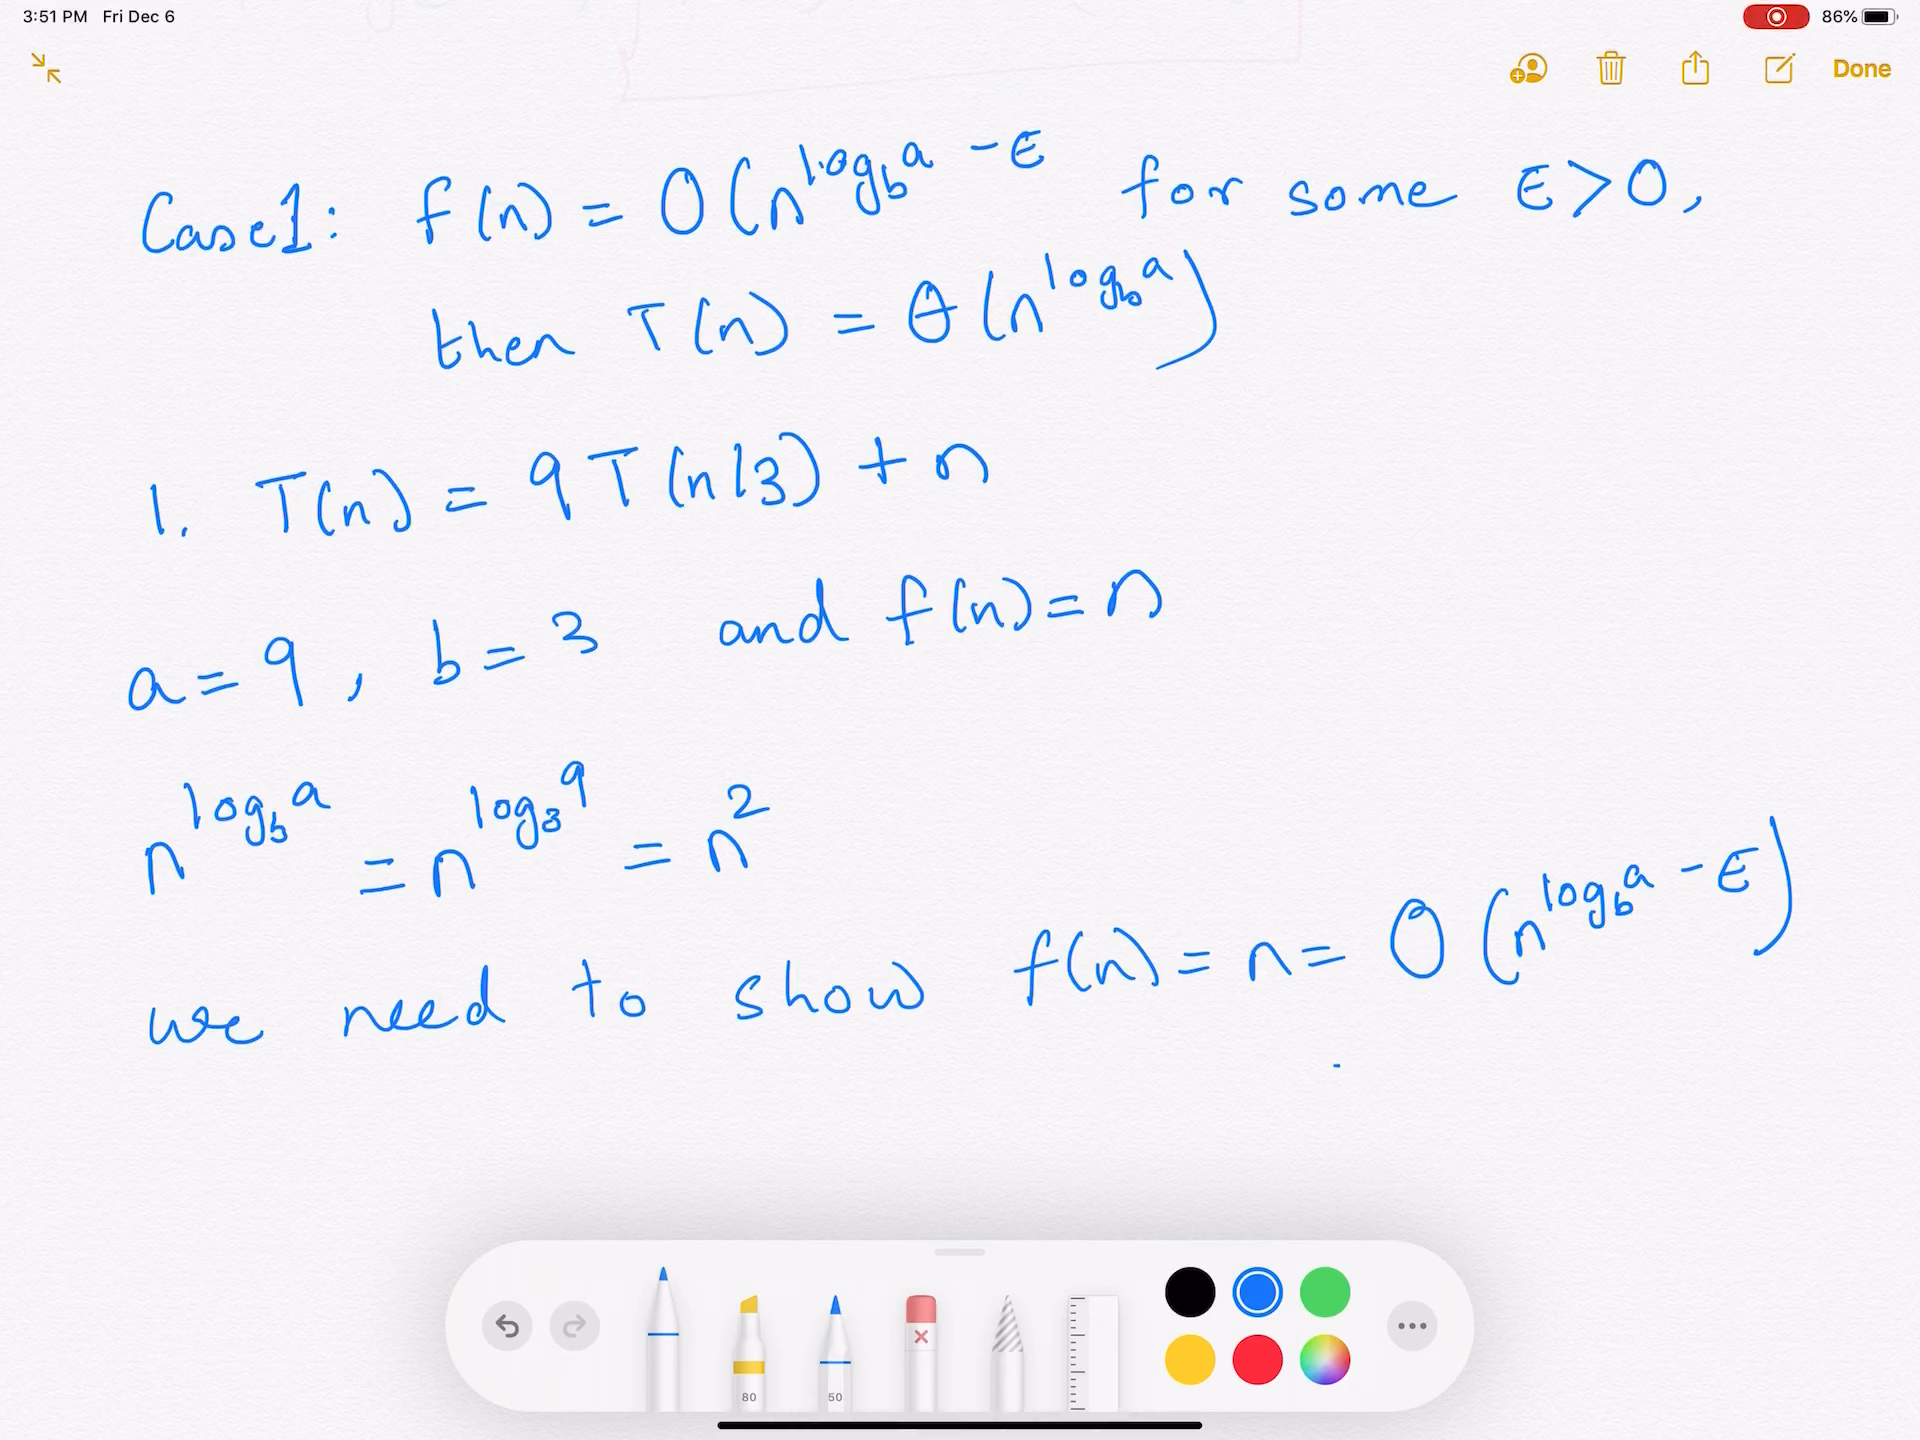 3:51 PM Fri Dec 6
86%
Done
Case1: f(n) = O(n^{log_b a - ε} for some ε>0,
then T(n) = θ(n^{log_b a})
1. T(n) = 9T(n/3) + n
a=9, b=3 and f(n)=n
n^{log_b a} = n^{log_3 9} = n^2
we need to show f(n)=n= O(n^{log_b a - ε})
80
50